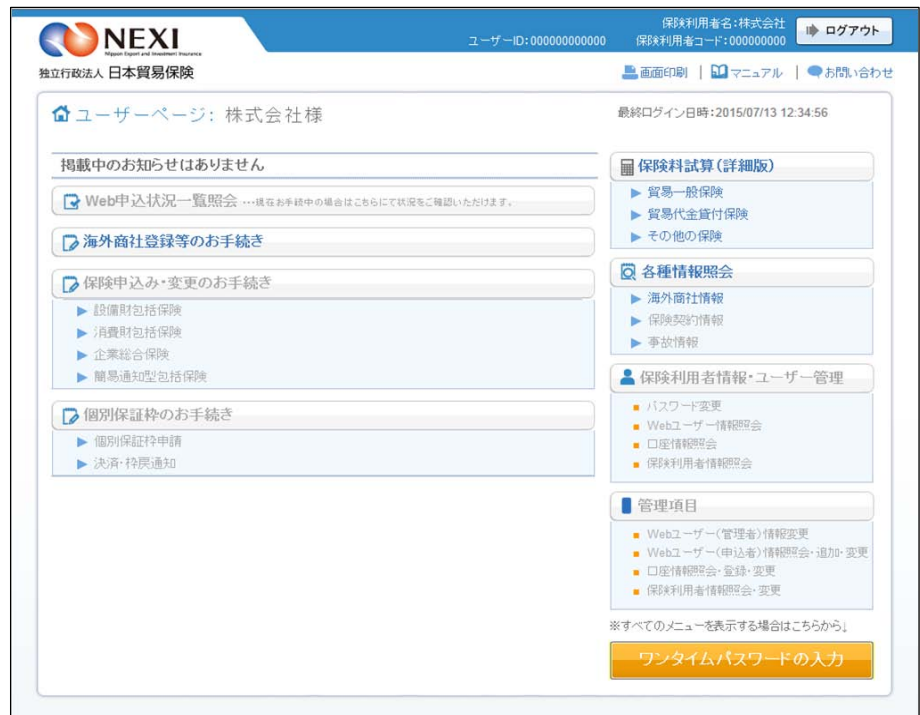 NEXI
Nippon Export and Investment Insurance
独立行政法人 日本貿易保険
ユーザーID:000000000000
保険利用者名:株式会社
保険利用者コード:000000000
ログアウト
画面印刷 | マニュアル | お問い合わせ
ユーザーページ: 株式会社様
最終ログイン日時:2015/07/13 12:34:56
掲載中のお知らせはありません
Web申込状況一覧照会 …現在お手続中の場合はこちらにて状況をご確認いただけます。
海外商社登録等のお手続き
保険申込み・変更のお手続き
設備財包括保険
消費財包括保険
企業総合保険
簡易通知型包括保険
個別保証枠のお手続き
個別保証枠申請
決済・枠戻通知
保険料試算(詳細版)
貿易一般保険
貿易代金貸付保険
その他の保険
各種情報照会
海外商社情報
保険契約情報
事故情報
保険利用者情報・ユーザー管理
パスワード変更
Webユーザー情報照会
口座情報照会
保険利用者情報照会
管理項目
Webユーザー(管理者)情報変更
Webユーザー(申込者)情報照会・追加・変更
口座情報照会・登録・変更
保険利用者情報照会・変更
※すべてのメニューを表示する場合はこちらから↓
ワンタイムパスワードの入力